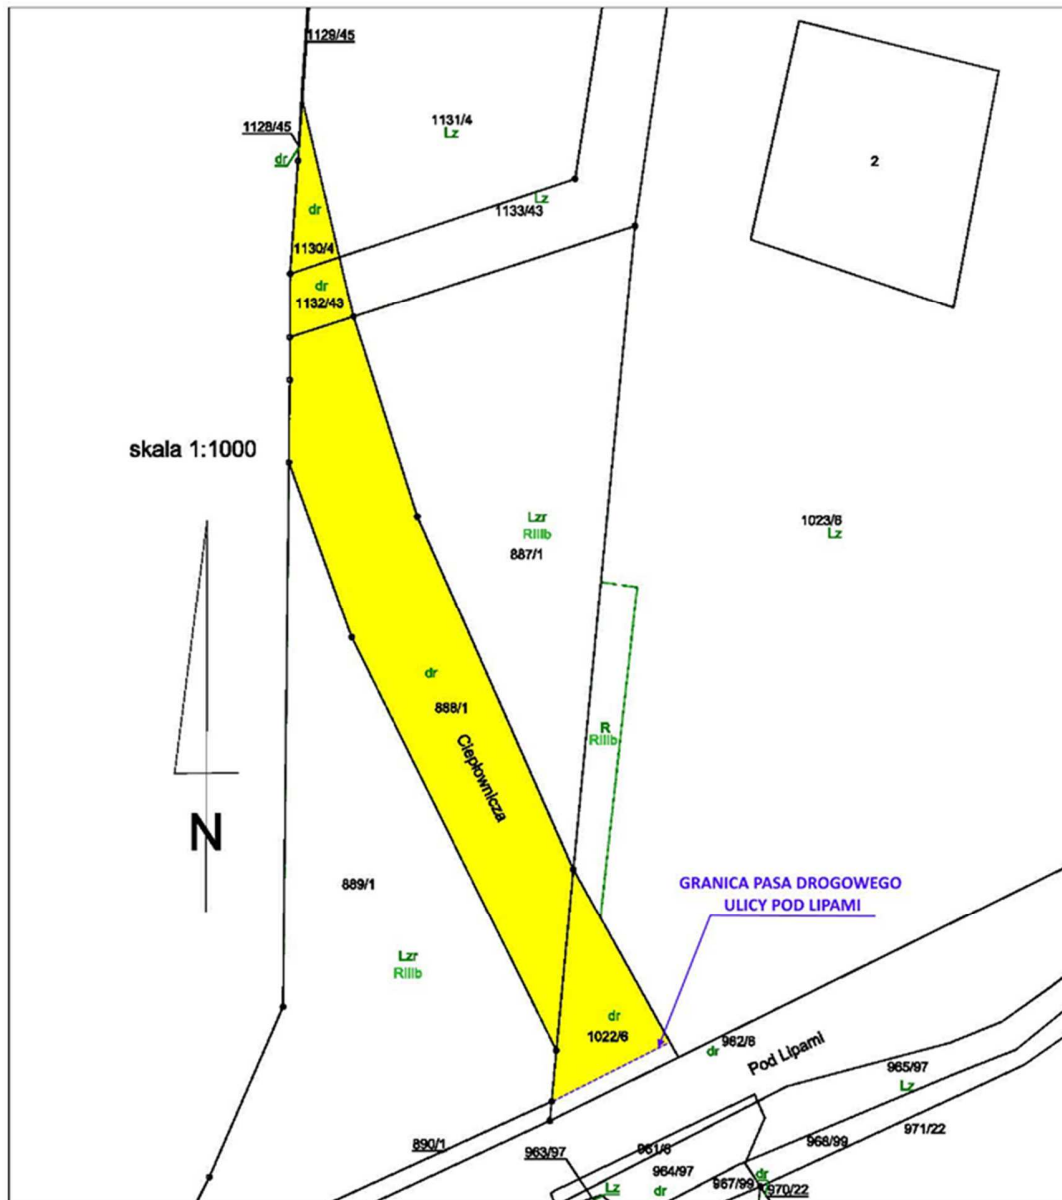 1129/45
1128/45
dr
1131/4
Lz
2
Lz
1133/43
dr
1130/4
dr
1132/43
skala 1:1000
Lzr
RIIIb
887/1
1023/6
Lz
dr
888/1
Ciepłownicza
R
RIIIb
N
889/1
GRANICA PASA DROGOWEGO
ULICY POD LIPAMI
Lzr
RIIIb
dr
1022/6
982/8
dr
Pod Lipami
965/97
Lz
890/1
963/97
961/6
968/99
971/22
964/97
967/99
dr
970/22
Lz
dr